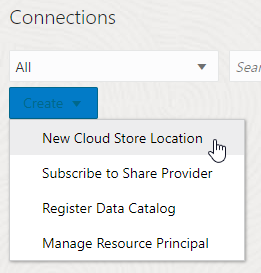 Connections
All
Sear
Create
New Cloud Store Location
Subscribe to Share Provider
Register Data Catalog
Manage Resource Principal